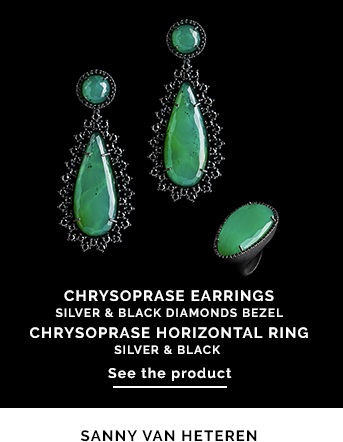 CHRYSOPRASE EARRINGS
SILVER & BLACK DIAMONDS BEZEL
CHRYSOPRASE HORIZONTAL RING
SILVER & BLACK
See the product
SANNY VAN HETEREN